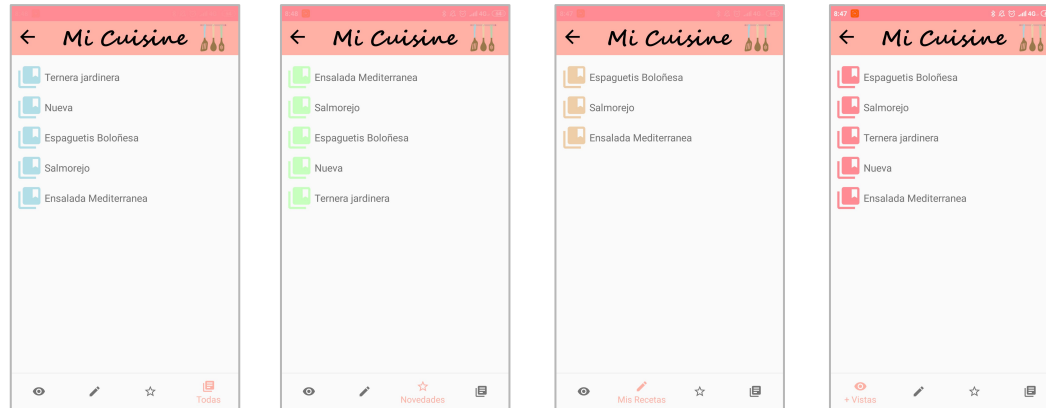 Mi Cuisine
Ternera jardinera
Nueva
Espaguetis Boloñesa
Salmorejo
Ensalada Mediterranea
Todas
Mi Cuisine
Ensalada Mediterranea
Salmorejo
Espaguetis Boloñesa
Nueva
Ternera jardinera
Novedades
Mi Cuisine
Espaguetis Boloñesa
Salmorejo
Ensalada Mediterranea
Mis Recetas
8:47 4G
Mi Cuisine
Espaguetis Boloñesa
Salmorejo
Ternera jardinera
Nueva
Ensalada Mediterranea
+ Vistas